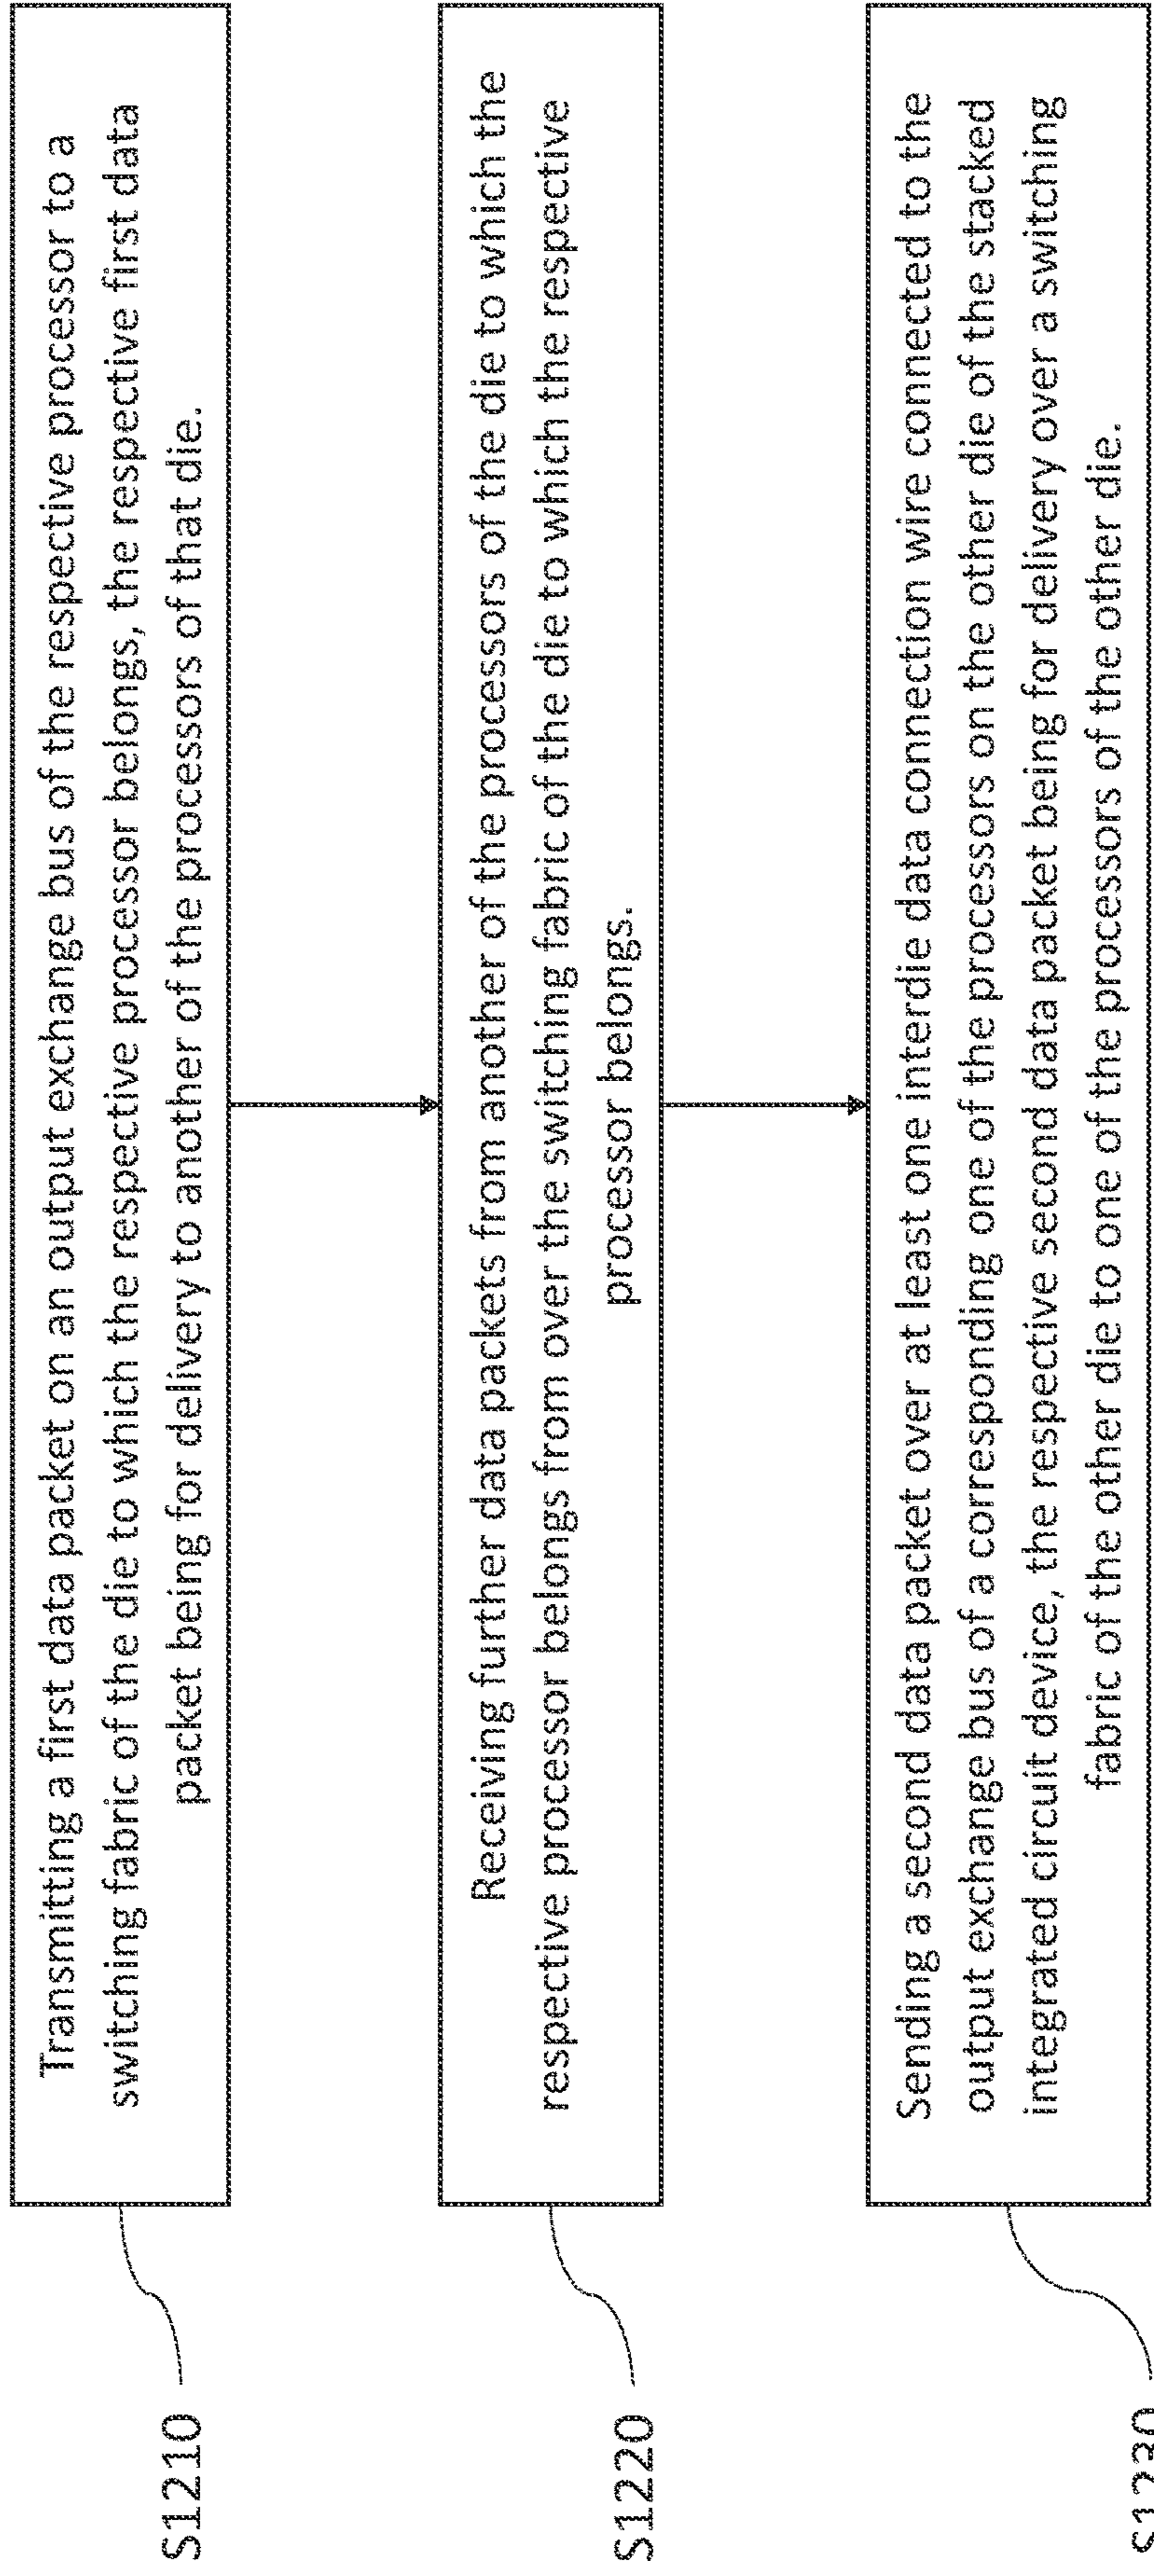 S1210
Transmitting a first data packet on an output exchange bus of the respective processor to a
switching fabric of the die to which the respective processor belongs, the respective first data
packet being for delivery to another of the processors of that die.
S1220
Receiving further data packets from another of the processors of the die to which the
respective processor belongs from over the switching fabric of the die to which the respective
processor belongs.
S1230
Sending a second data packet over at least one interdie data connection wire connected to the
output exchange bus of a corresponding one of the processors on the other die of the stacked
integrated circuit device, the respective second data packet being for delivery over a switching
fabric of the other die to one of the processors of the other die.